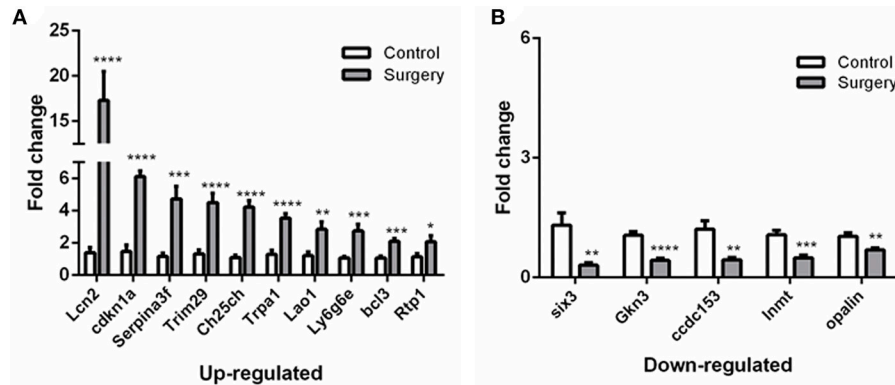 A
Fold change
25
20
15
6
4
2
0
Control
Surgery
****
****
***
****
****
****
**
***
***
*
Lcn2
cdkn1a
Serpina3f
Trim29
Ch25ch
Trpa1
Lao1
Ly6g6e
bcl3
Rtp1
Up-regulated
B
Fold change
6
3
0
Control
Surgery
**
****
**
***
**
six3
Gkn3
ccdc153
Inmt
opalin
Down-regulated